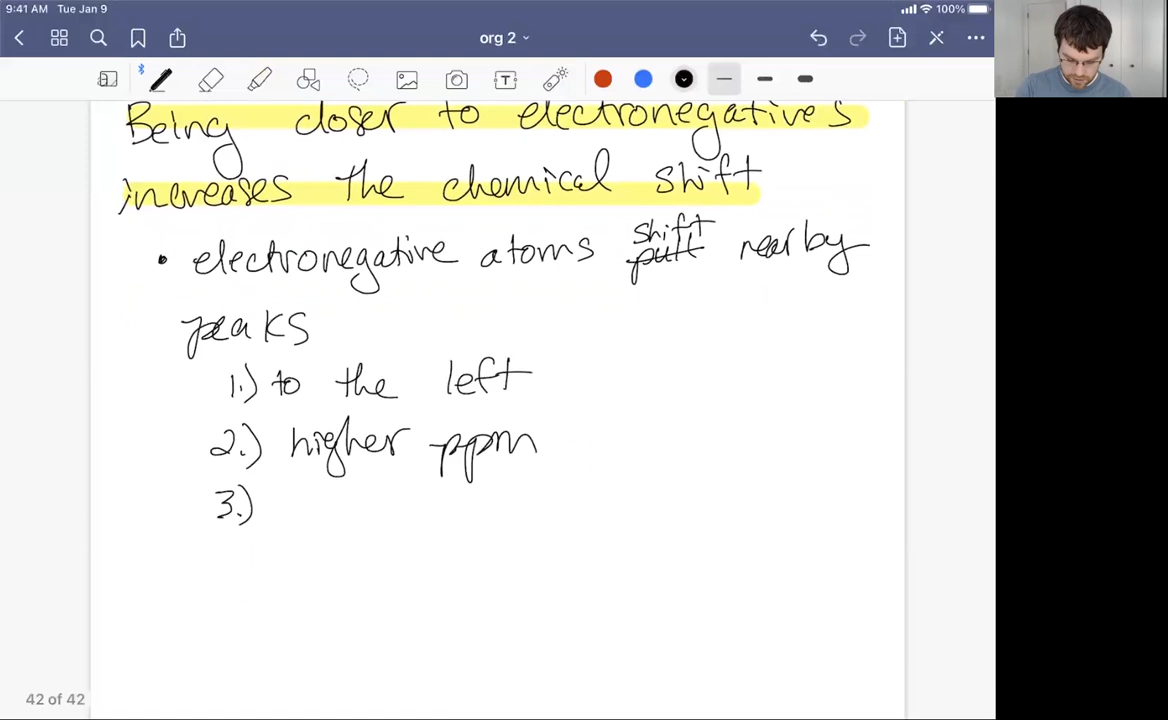 9:41 AM Tue Jan 9
100%
org 2
T
Being closer to electronegative's
increases the chemical shift
shift
• electronegative atoms pull nearby
peaks
1.) to the left
2.) higher ppm
3.)
42 of 42